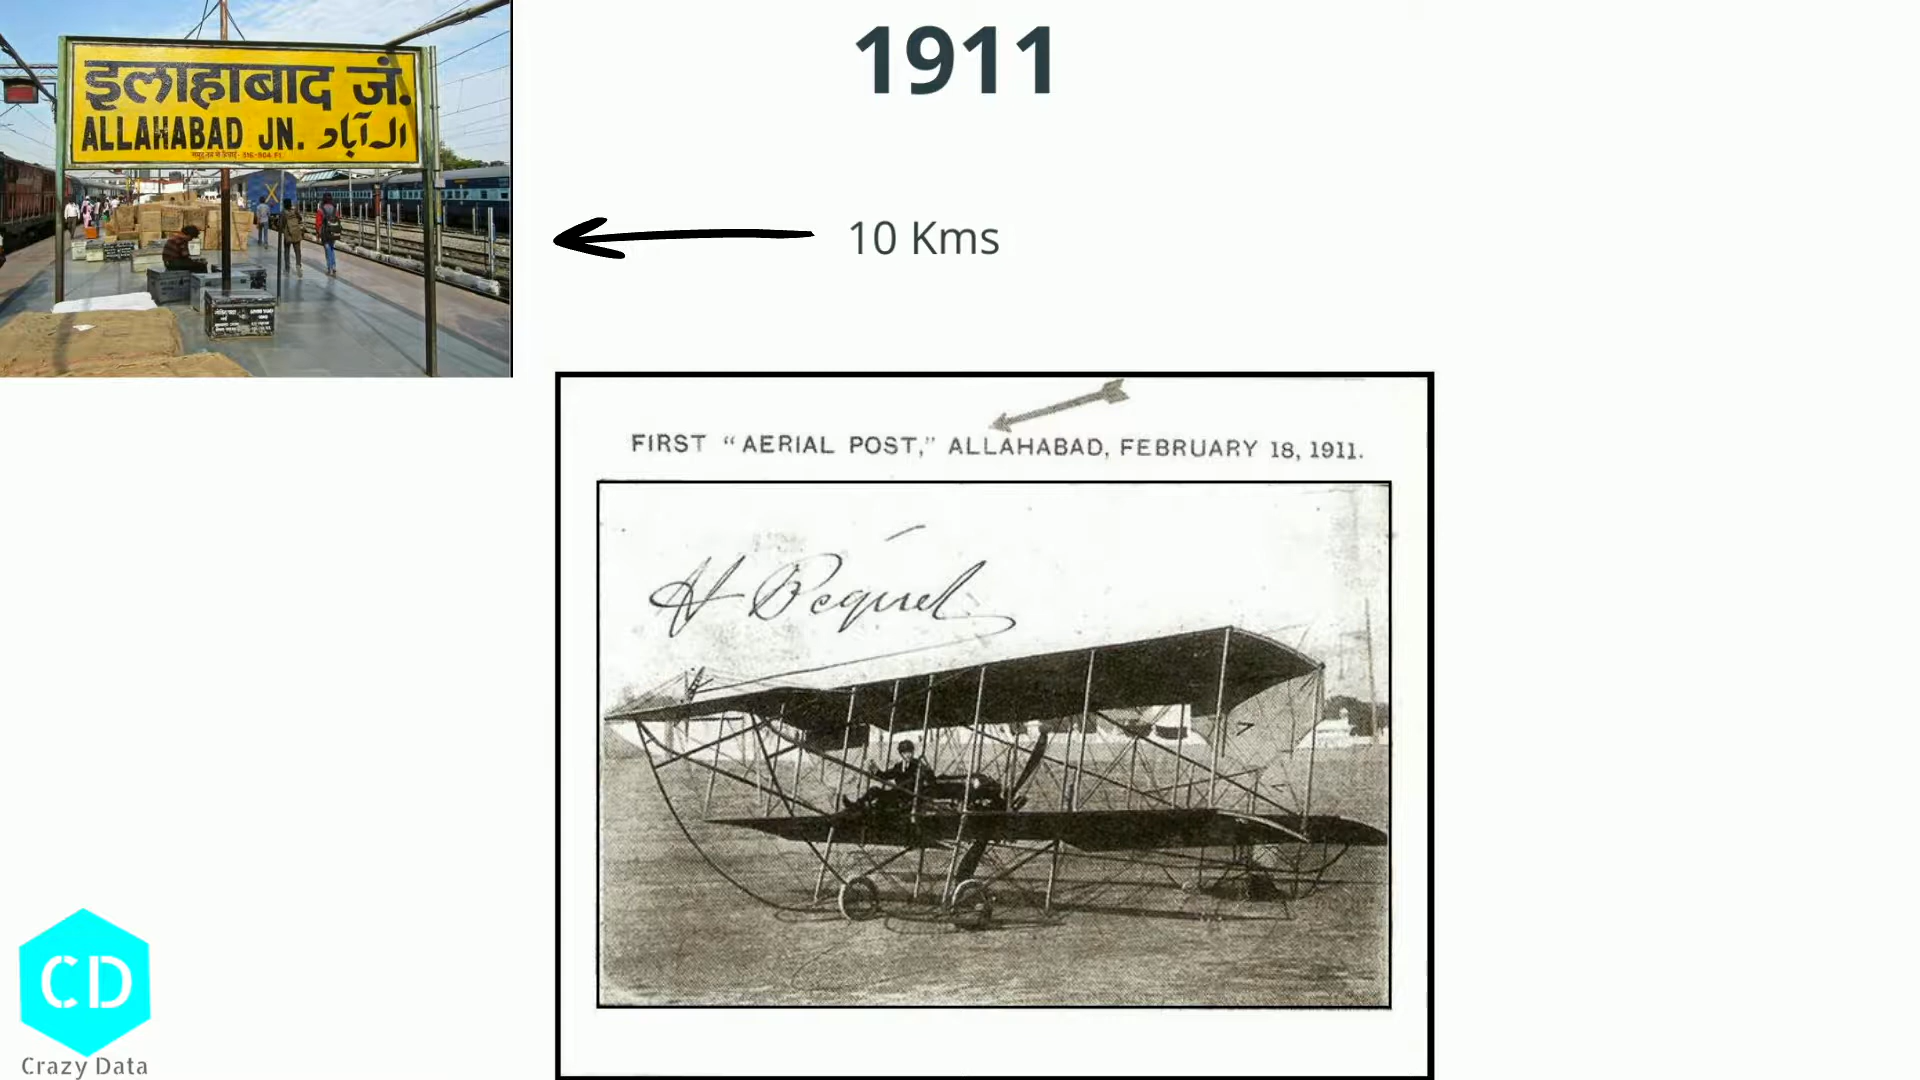 इलाहाबाद जं.
ALLAHABAD JN. الہ آباد
1911
10 Kms
FIRST “AERIAL POST,” ALLAHABAD, FEBRUARY 18, 1911.
H Pequet
CD
Crazy Data